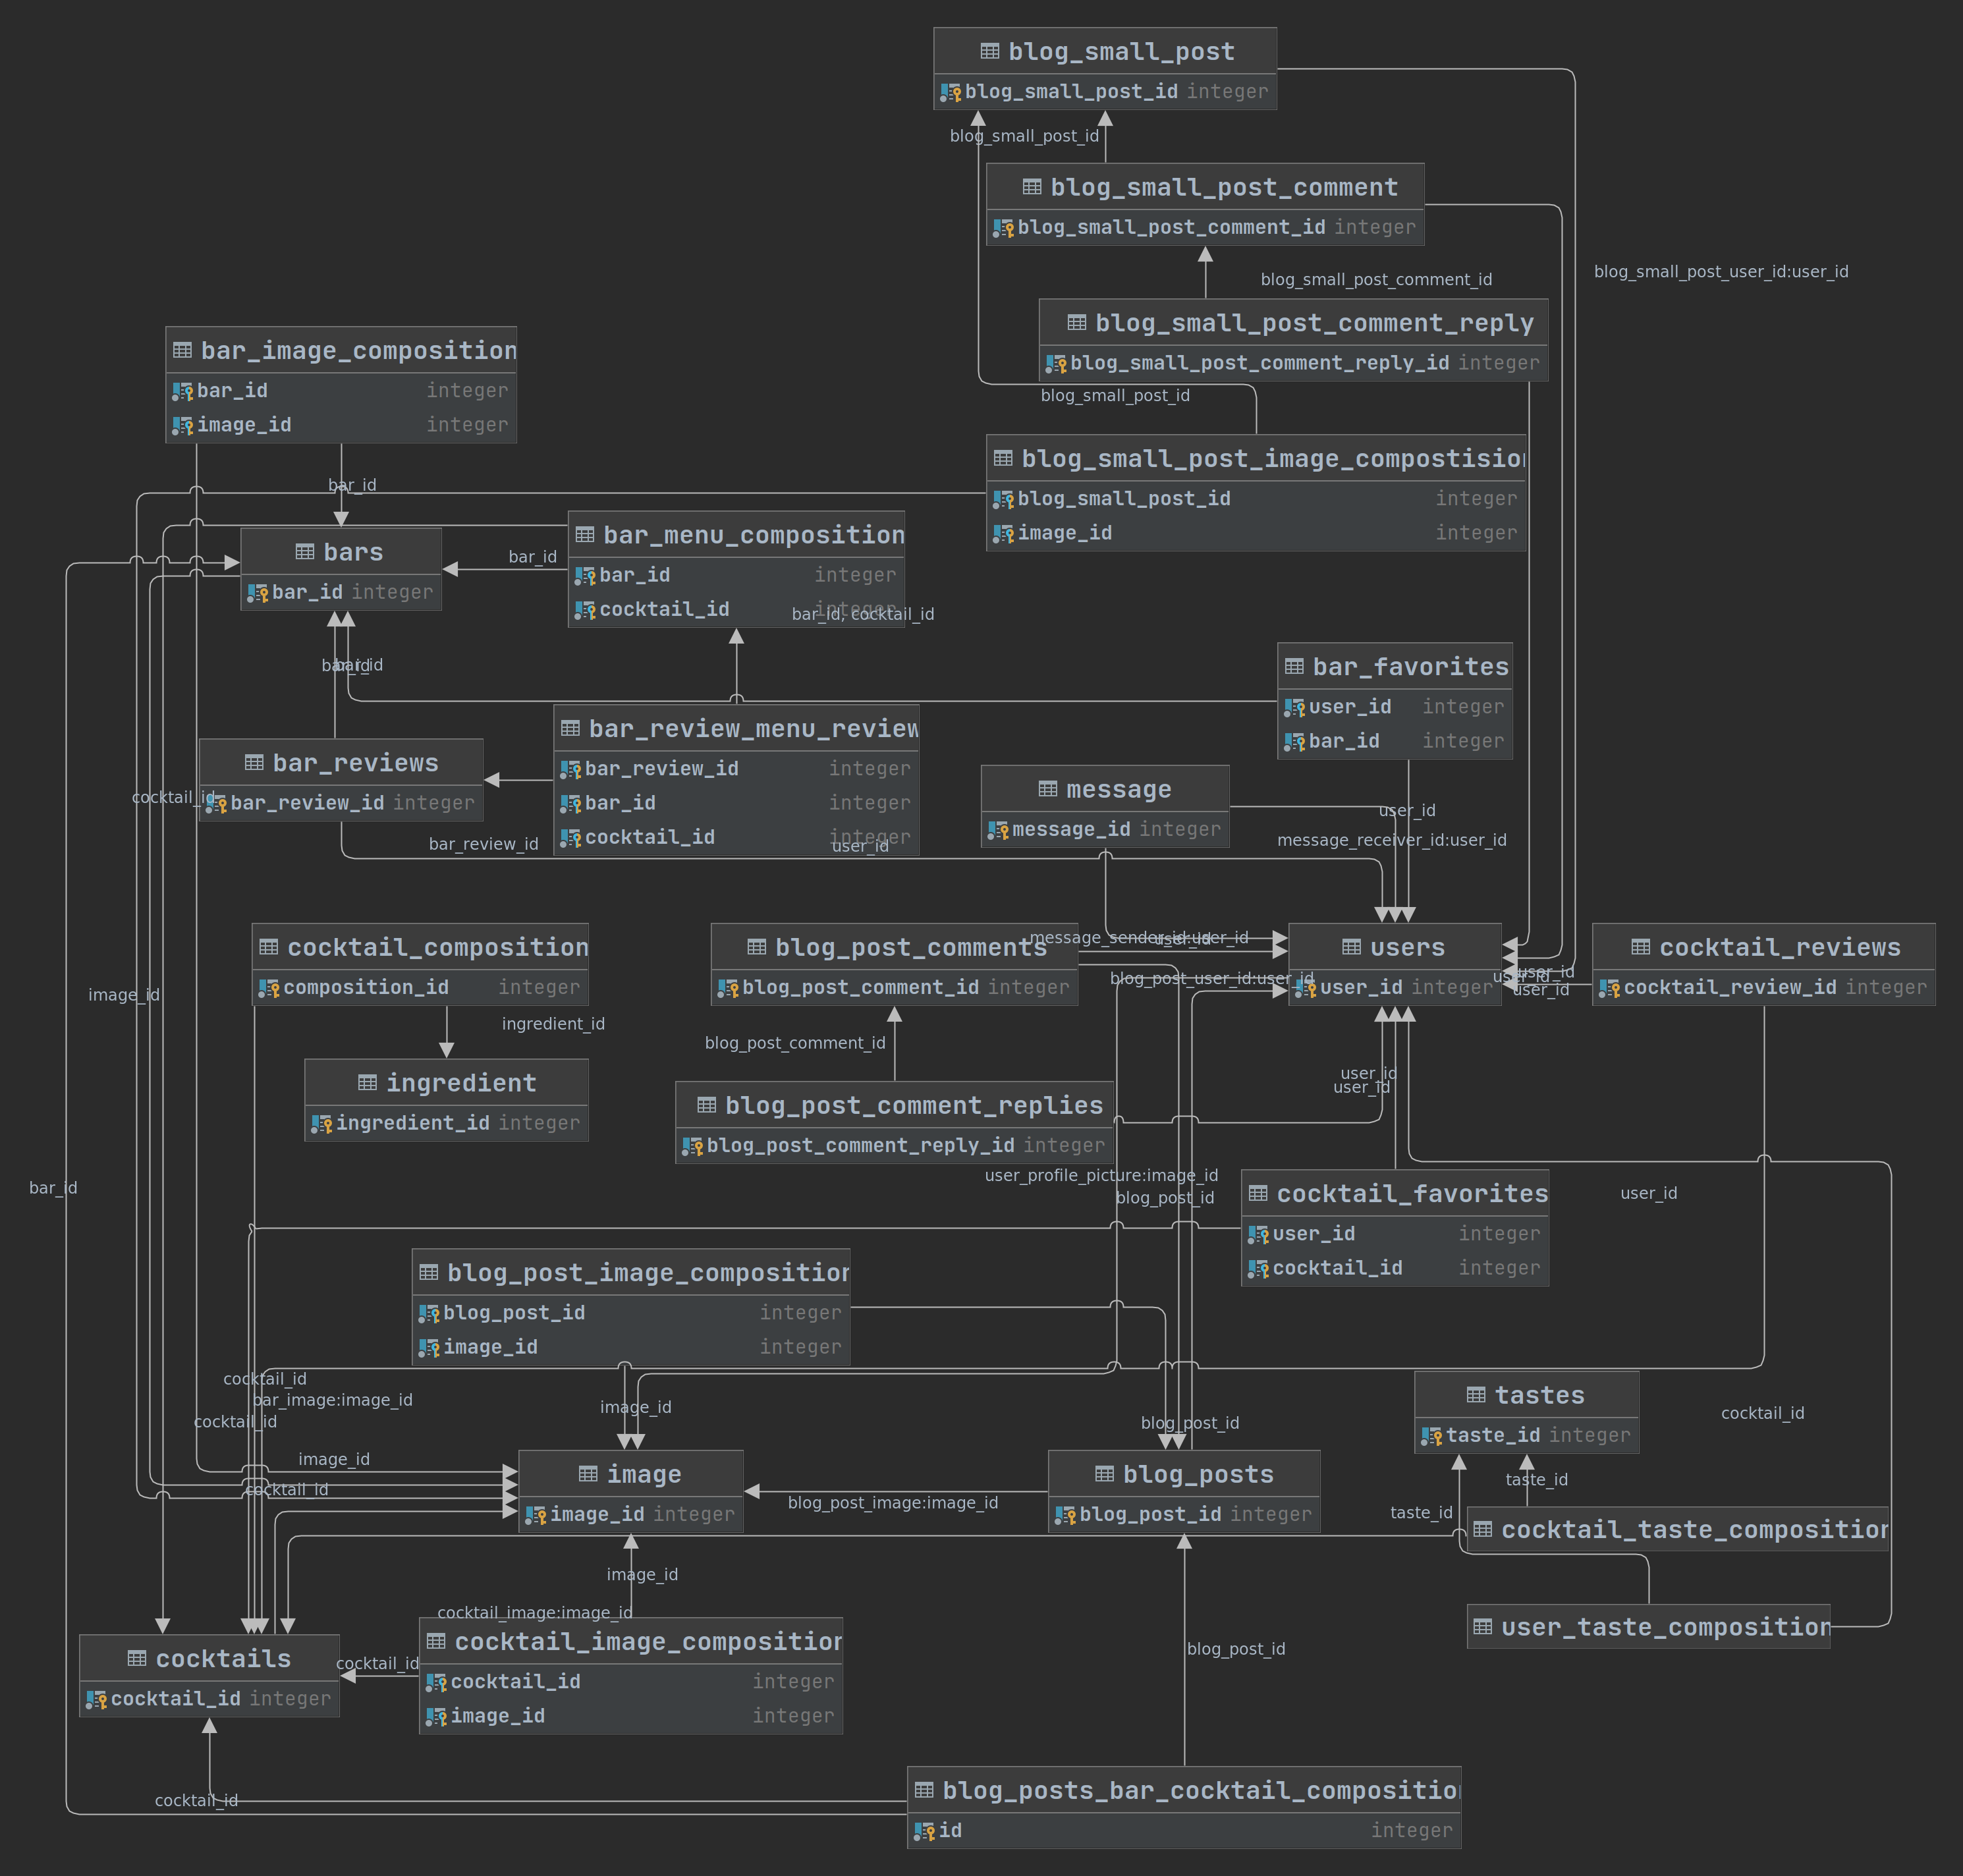 blog_small_post
blog_small_post_id integer
blog_small_post_id
blog_small_post_comment
blog_small_post_comment_id integer
blog_small_post_user_id:user_id
blog_small_post_comment_id
blog_small_post_comment_reply
blog_small_post_comment_reply_id integer
blog_small_post_id
bar_image_composition
bar_id integer
image_id integer
bar_id
blog_small_post_image_compostision
blog_small_post_id integer
image_id integer
bars
bar_id integer
bar_id
bar_menu_composition
bar_id integer
cocktail_id integer
bar_id, cocktail_id
bar_id
bar_id
bar_favorites
user_id integer
bar_id integer
bar_review_menu_review
bar_review_id integer
bar_id integer
cocktail_id integer
bar_reviews
bar_review_id integer
cocktail_id
bar_review_id
user_id
message
message_id integer
user_id
message_receiver_id:user_id
cocktail_composition
composition_id integer
blog_post_comments
blog_post_comment_id integer
message_sender_id:user_id
user_id
blog_post_user_id:user_id
users
user_id integer
user_id
user_id
user_id
cocktail_reviews
cocktail_review_id integer
image_id
ingredient_id
ingredient
ingredient_id integer
blog_post_comment_id
blog_post_comment_replies
blog_post_comment_reply_id integer
user_id
user_id
user_profile_picture:image_id
blog_post_id
bar_id
user_id
cocktail_favorites
user_id integer
cocktail_id integer
blog_post_image_composition
blog_post_id integer
image_id integer
cocktail_id
bar_image:image_id
cocktail_id
image_id
blog_post_id
tastes
taste_id integer
cocktail_id
image_id
cocktail_id
image
image_id integer
blog_post_image:image_id
blog_posts
blog_post_id integer
taste_id
taste_id
cocktail_taste_composition
image_id
cocktail_image:image_id
user_taste_composition
cocktails
cocktail_id integer
cocktail_id
cocktail_image_composition
cocktail_id integer
image_id integer
blog_post_id
cocktail_id
blog_posts_bar_cocktail_composition
id integer